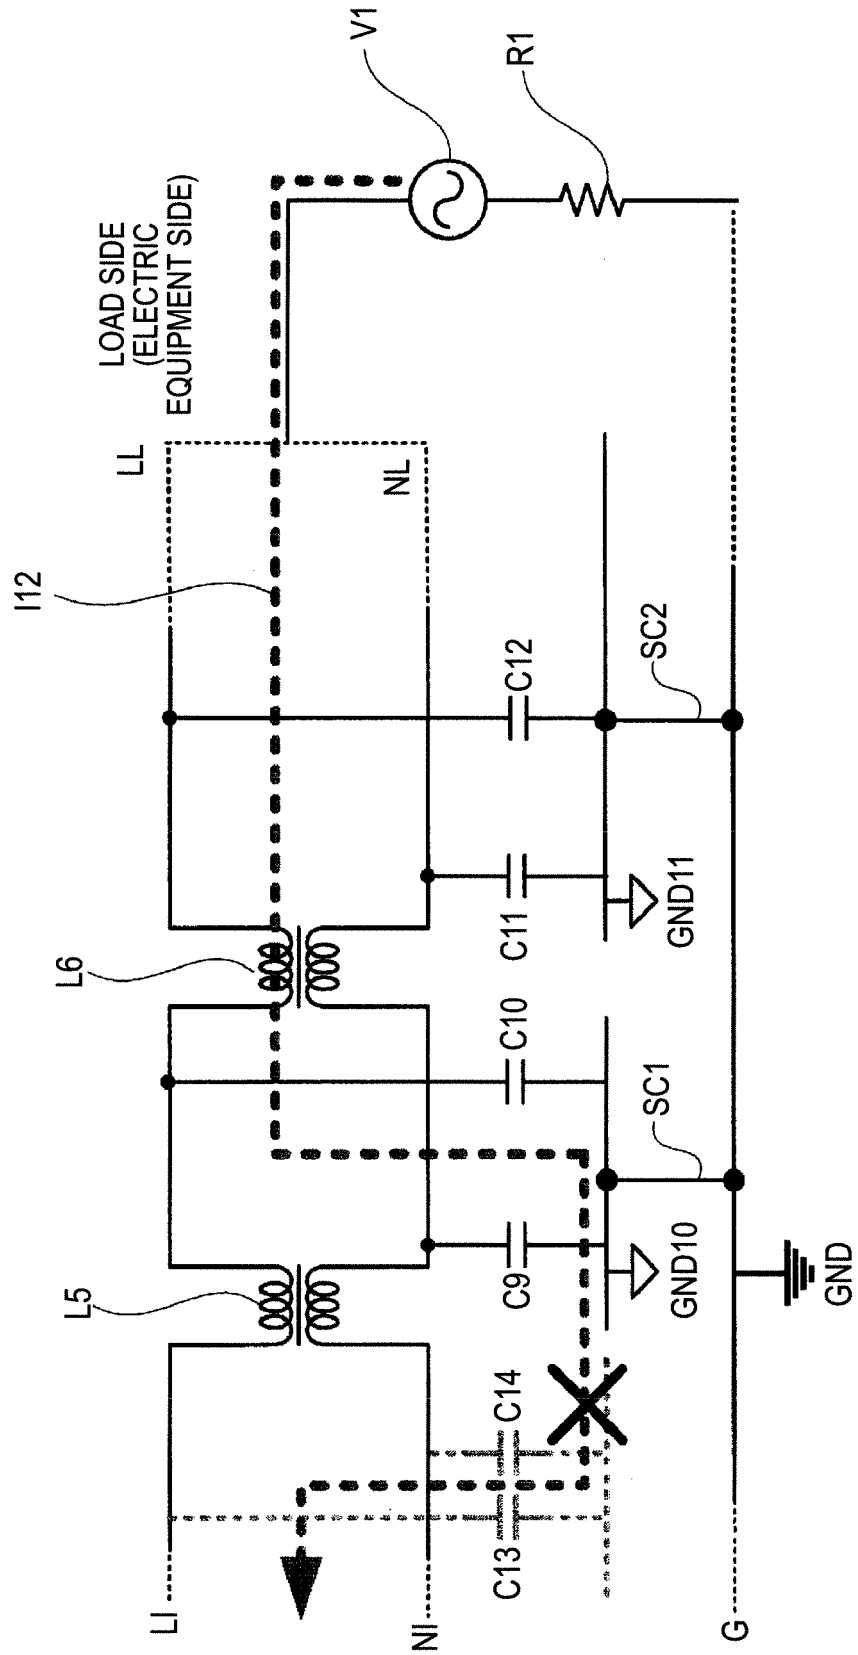 LOAD SIDE
(ELECTRIC
EQUIPMENT SIDE)
V1
R1
I12
LL
NL
L6
L5
C12
C11
C10
C9
C14
C13
SC2
SC1
GND11
GND10
GND
LI
NI
G